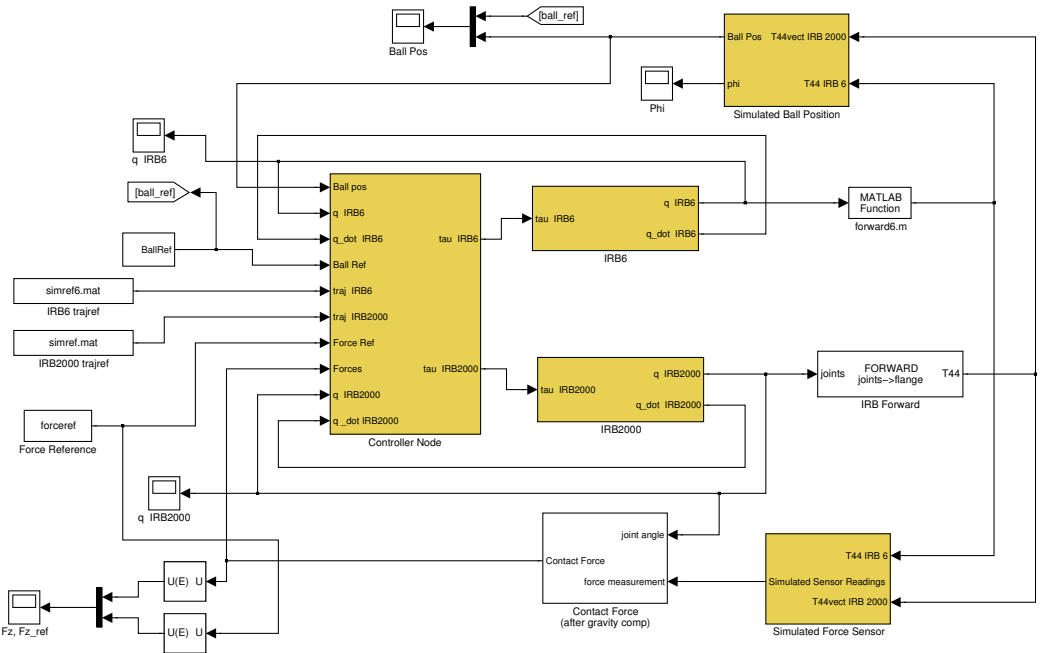 [ball_ref]
Ball Pos
Ball Pos
T44vect IRB 2000
phi
T44 IRB 6
Simulated Ball Position
Phi
q  IRB6
[ball_ref]
BallRef
simref6.mat
IRB6 trajref
simref.mat
IRB2000 trajref
forceref
Force Reference
Ball pos
q  IRB6
q_dot  IRB6
Ball Ref
traj  IRB6
traj  IRB2000
Force Ref
Forces
q  IRB2000
q _dot IRB2000
tau  IRB6
tau  IRB2000
Controller Node
tau  IRB6
q  IRB6
q_dot  IRB6
IRB6
MATLAB
Function
forward6.m
tau  IRB2000
q  IRB2000
q_dot  IRB2000
IRB2000
joints
FORWARD
joints->flange
T44
IRB Forward
q  IRB2000
joint angle
Contact Force
force measurement
Contact Force
(after gravity comp)
T44 IRB 6
Simulated Sensor Readings
T44vect IRB 2000
Simulated Force Sensor
U(E)  U
U(E)  U
Fz, Fz_ref